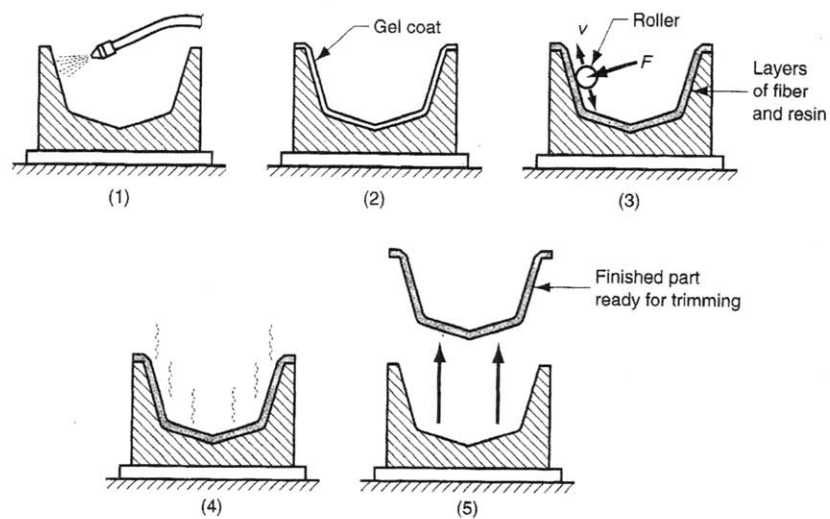 Gel coat
Roller
v
F
Layers
of fiber
and resin
(1)
(2)
(3)
Finished part
ready for trimming
(4)
(5)